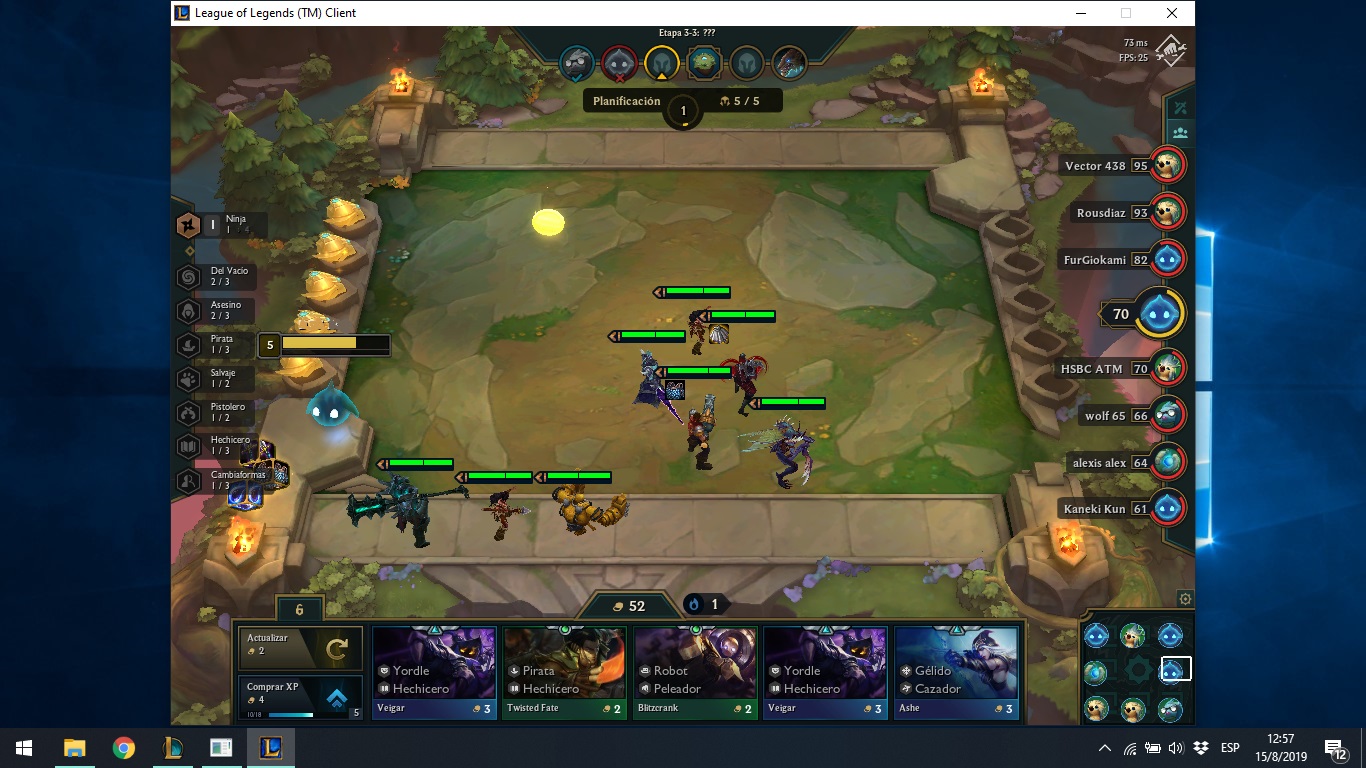 League of Legends (TM) Client
Etapa 3-3: ???
73 ms
FPS: 25
Planificación
5 / 5
1
Vector 438 95
Rousdiaz 93
FurGiokami 82
70
HSBC ATM 70
wolf 65 66
alexis alex 64
Kaneki Kun 61
1
Ninja
1 / 4
Del Vacío
2 / 3
Asesino
2 / 3
Pirata
1 / 3
5
Salvaje
1 / 2
Pistolero
1 / 2
Hechicero
1 / 3
Cambiaformas
1 / 3
6
52
1
Actualizar
2
Comprar XP
4
10/18
5
Yordle
Hechicero
Veigar 3
Pirata
Hechicero
Twisted Fate 2
Robot
Peleador
Blitzcrank 2
Yordle
Hechicero
Veigar 3
Gélido
Cazador
Ashe 3
ESP
12:57
15/8/2019
12